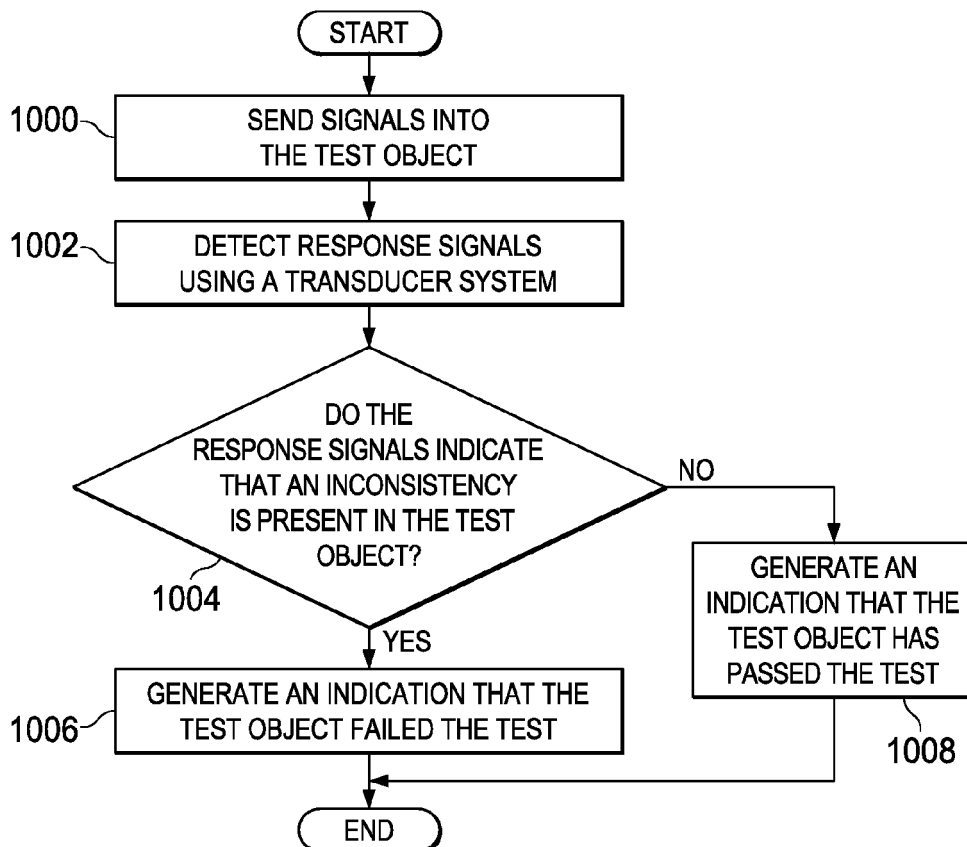 START
1000
SEND SIGNALS INTO
THE TEST OBJECT
1002
DETECT RESPONSE SIGNALS
USING A TRANSDUCER SYSTEM
DO THE
RESPONSE SIGNALS INDICATE
THAT AN INCONSISTENCY
IS PRESENT IN THE TEST
OBJECT?
1004
NO
YES
GENERATE AN
INDICATION THAT THE
TEST OBJECT HAS
PASSED THE TEST
1008
1006
GENERATE AN INDICATION THAT THE
TEST OBJECT FAILED THE TEST
END